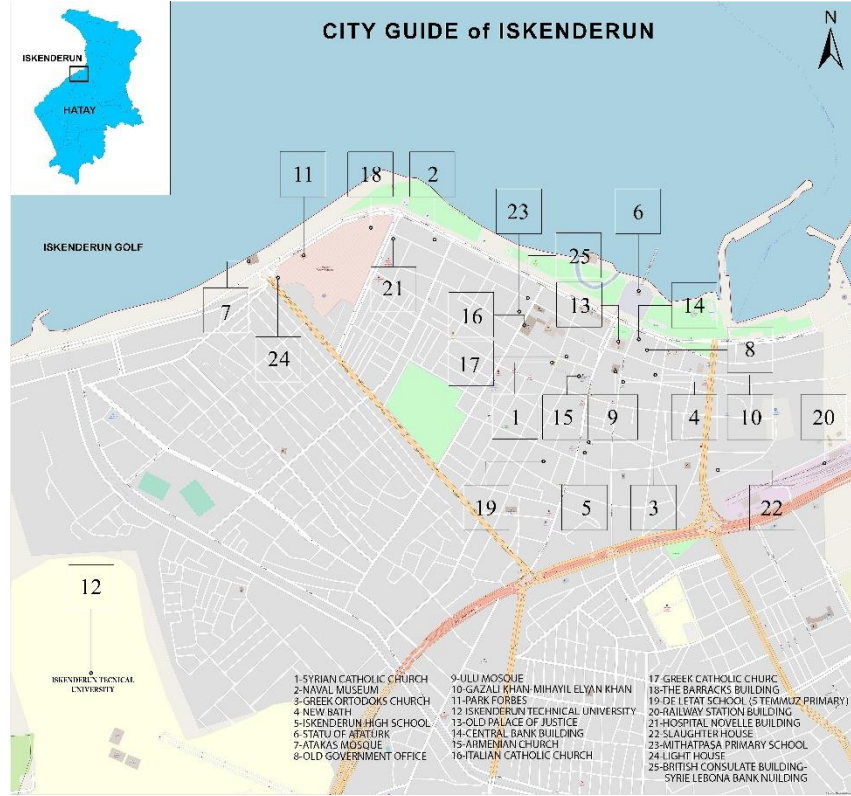 CITY GUIDE of ISKENDERUN
N
ISKENDERUN
HATAY
ISKENDERUN GOLF
11
18
2
23
6
25
7
21
16
13
14
24
17
8
1
15
9
4
10
20
19
5
3
22
12
ISKENDERUN TECNICAL
UNIVERSITY
1-SYRIAN CATHOLIC CHURCH
2-NAVAL MUSEUM
3-GREEK ORTODOKS CHURCH
4 NEW BATH
5-ISKENDERUN HIGH SCHOOL
6-STATU OF ATATÜRK
7-ATAKAS MOSQUE
8-OLD GOVERNMENT OFFICE
9-ULU MOSQUE
10-GAZALI KHAN-MIHAYIL ELYAN KHAN
11-PARK FORBES
12 ISKENDERUN TECHNICAL UNIVERSITY
13-OLD PALACE OF JUSTICE
14-CENTRAL BANK BUILDING
15-ARMENIAN CHURCH
16-ITALIAN CATHOLIC CHURCH
17 GREEK CATHOLIC CHURC
18-THE BARRACKS BUILDING
19-DE LETAT SCHOOL (5 TEMMUZ PRIMARY)
20-RAILWAY STATION BUILDING
21-HOSPITAL NOVELLE BUILDING
22-SLAUGHTER HOUSE
23-MITHATPAŞA PRIMARY SCHOOL
24 LIGHT HOUSE
25-BRITISH CONSULATE BUILDING-
SYRIE LEBONA BANK NUILDING